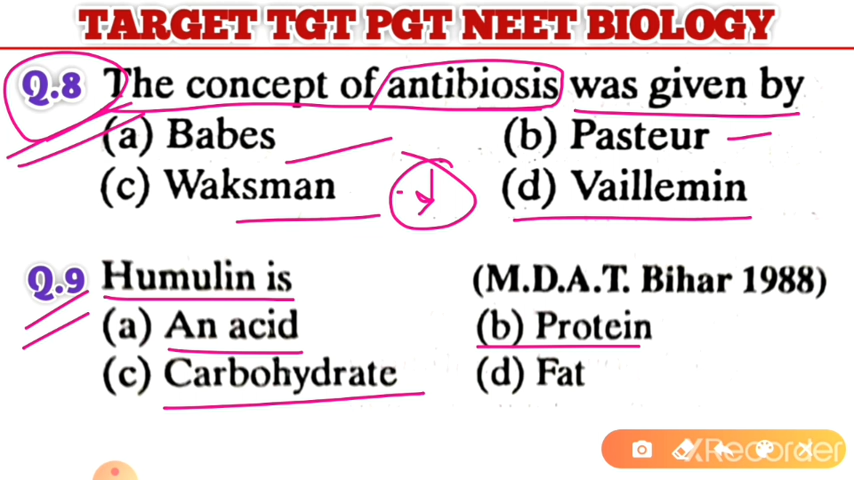 TARGET TGT PGT NEET BIOLOGY
Q.8 The concept of antibiosis was given by
(a) Babes (b) Pasteur
(c) Waksman (d) Vaillemin
Q.9 Humulin is (M.D.A.T. Bihar 1988)
(a) An acid (b) Protein
(c) Carbohydrate (d) Fat
XRecorder